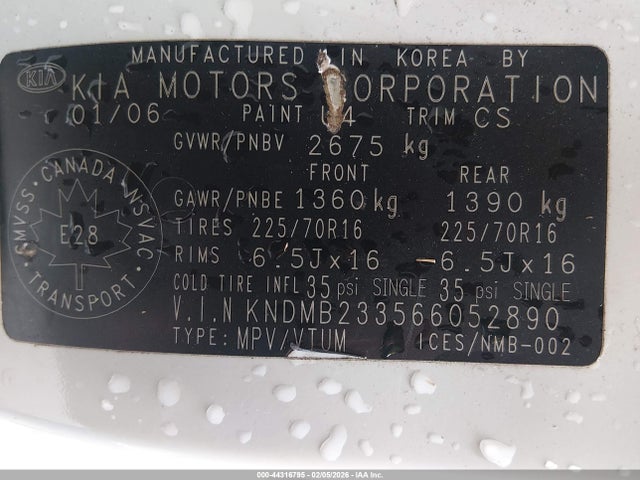 MANUFACTURED IN KOREA BY
KIA KIA MOTORS CORPORATION
01/06 PAINT TRIM CS
GVWR/PNBV 2675 kg
FRONT REAR
GAWR/PNBE 1360 kg 1390 kg
TIRES 225/70R16 225/70R16
RIMS 6.5Jx16 6.5Jx16
COLD TIRE INFL 35 psi SINGLE 35 psi SINGLE
V.I.N KNDMB233566052890
TYPE: MPV/VTUM ICES/NMB-002
CMVSS CANADA NSVAC
E28
TRANSPORT
000-44316795 - 02/05/2026 - IAA Inc.